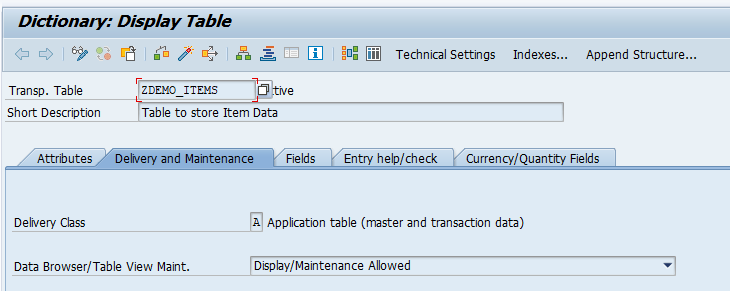 Dictionary: Display Table
Technical Settings Indexes... Append Structure...
Transp. Table ZDEMO_ITEMS tive
Short Description Table to store Item Data
Attributes Delivery and Maintenance Fields Entry help/check Currency/Quantity Fields
Delivery Class A Application table (master and transaction data)
Data Browser/Table View Maint. Display/Maintenance Allowed